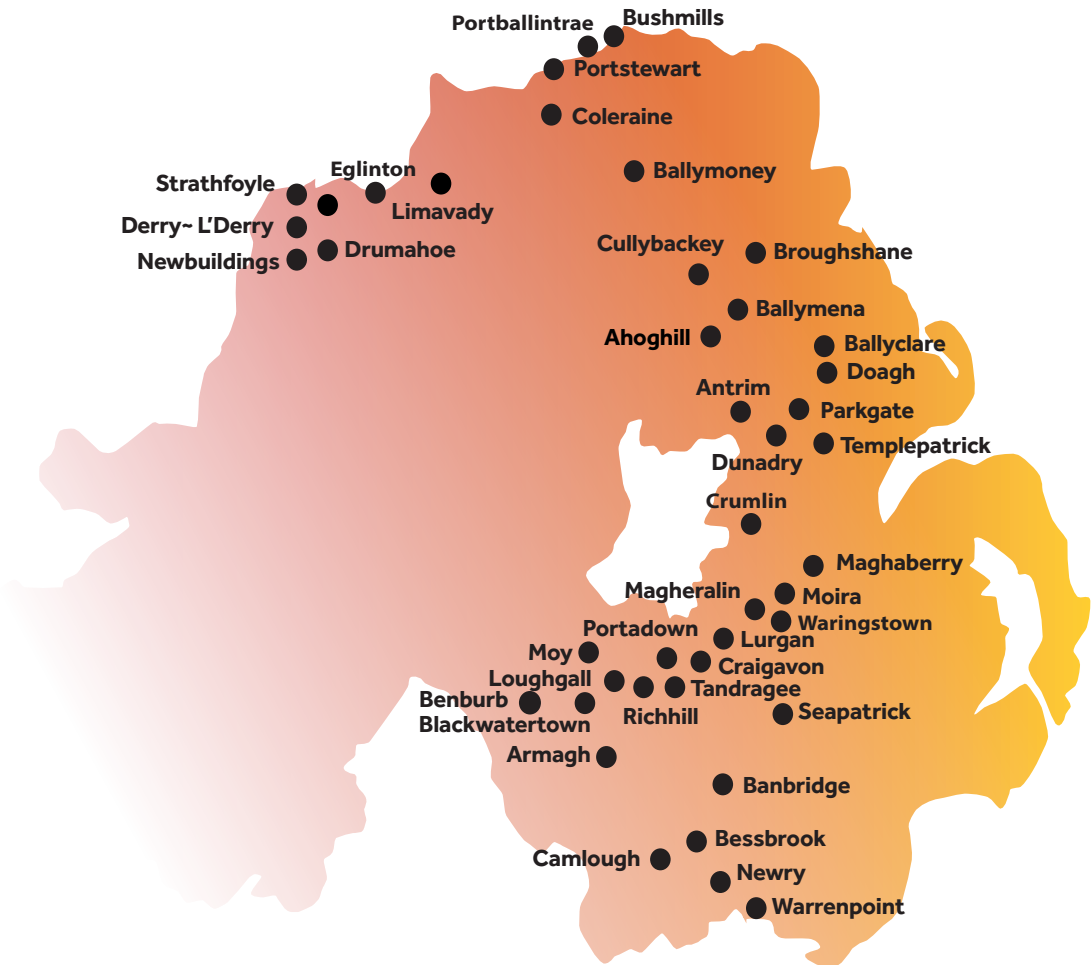 Bushmills
Portballintrae
Portstewart
Coleraine
Eglinton
Ballymoney
Strathfoyle
Limavady
Derry~ L'Derry
Cullybackey
Drumahoe
Broughshane
Newbuildings
Ballymena
Ahoghill
Ballyclare
Doagh
Antrim
Parkgate
Templepatrick
Dunadry
Crumlin
Maghaberry
Magheralin
Moira
Waringstown
Portadown
Lurgan
Moy
Craigavon
Loughgall
Tandragee
Benburb
Seapatrick
Richhill
Blackwatertown
Armagh
Banbridge
Bessbrook
Camlough
Newry
Warrenpoint